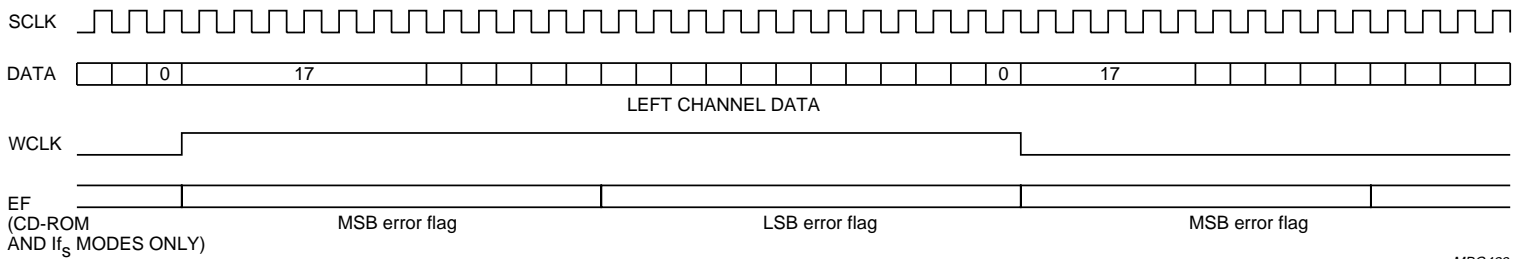 SCLK
DATA 0 17 0 17
LEFT CHANNEL DATA
WCLK
EF
(CD-ROM
AND Ifs MODES ONLY)
MSB error flag LSB error flag MSB error flag